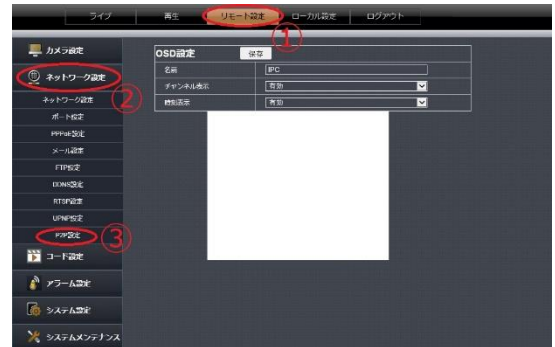 ライブ
再生
リモート設定
ローカル設定
ログアウト
①
カメラ設定
ネットワーク設定
②
ネットワーク設定
ポート設定
PPPoE設定
メール設定
FTP設定
DDNS設定
RTSP設定
UPNP設定
P2P設定
③
コード設定
アラーム設定
システム設定
システムメンテナンス
OSD設定
保存
名前
IPC
チャンネル表示
有効
時刻表示
有効